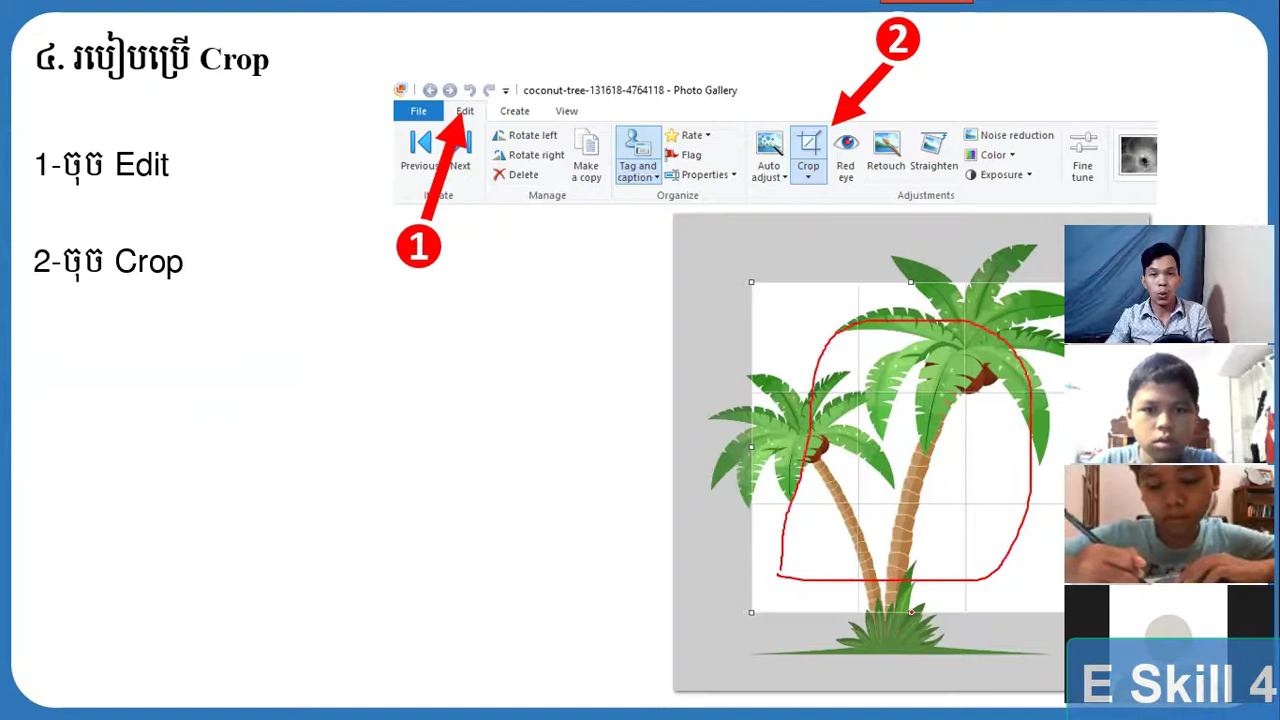 ៤. របៀបប្រើ Crop
1-ចុច Edit
2-ចុច Crop
2
1
coconut-tree-131618-4764118 - Photo Gallery
File Edit Create View
Previous Next
Rotate left
Rotate right
Delete
Make a copy
Manage
Tag and caption
Rate
Flag
Properties
Organize
Auto adjust
Crop
Red eye
Retouch
Straighten
Noise reduction
Color
Exposure
Adjustments
Fine tune
E Skill 4